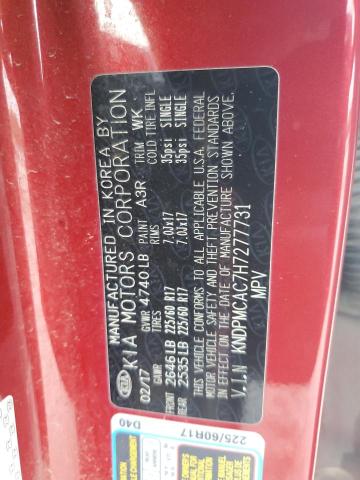 MANUFACTURED IN KOREA BY
KIA MOTORS CORPORATION
KIA
02/17 GVWR 4740LB PAINT A3R TRIM WK
TIRES RIMS COLD TIRE INFL
FRONT 2646LB 225/60 R17 7.0Jx17 35psi SINGLE
REAR 2535LB 225/60 R17 7.0Jx17 35psi SINGLE
THIS VEHICLE CONFORMS TO ALL APPLICABLE U.S.A. FEDERAL
MOTOR VEHICLE SAFETY AND THEFT PREVENTION STANDARDS
IN EFFECT ON THE DATE OF MANUFACTURE SHOWN ABOVE.
V.I.N KNDPMCAC7H7277731
MPV
D40
225/60R17